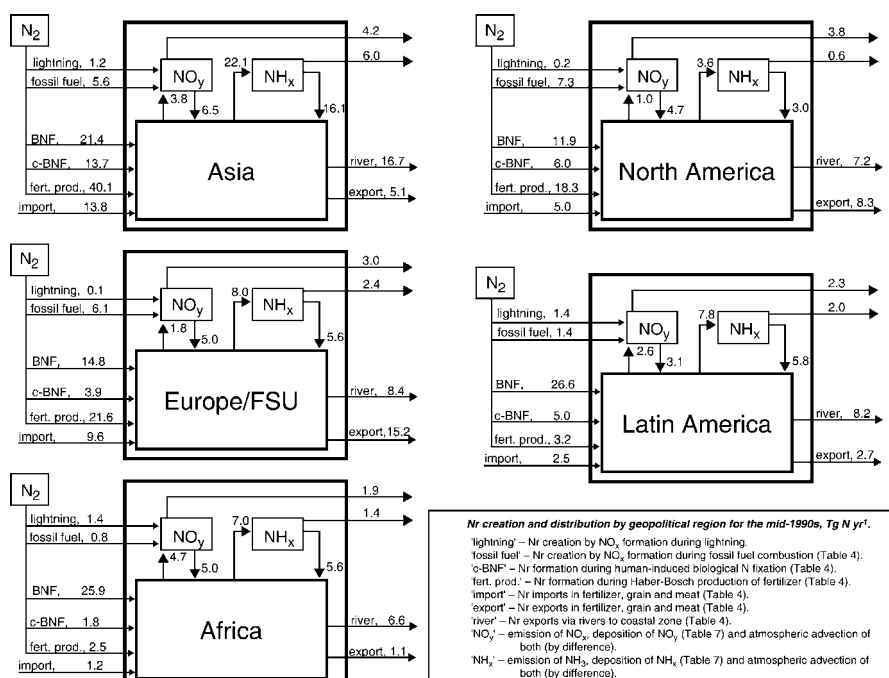 N2
lightning, 1.2
fossil fuel, 5.6
NOy
3.8
6.5
22.1
NHx
16.1
4.2
6.0
BNF, 21.4
c-BNF, 13.7
fert. prod., 40.1
import, 13.8
Asia
river, 16.7
export, 5.1
N2
lightning, 0.2
fossil fuel, 7.3
NOy
1.0
4.7
3.6
NHx
3.0
3.8
0.6
BNF, 11.9
c-BNF, 6.0
fert. prod., 18.3
import, 5.0
North America
river, 7.2
export, 8.3
N2
lightning, 0.1
fossil fuel, 6.1
NOy
1.8
5.0
8.0
NHx
5.6
3.0
2.4
BNF, 14.8
c-BNF, 3.9
fert. prod., 21.6
import, 9.6
Europe/FSU
river, 8.4
export,15.2
N2
lightning, 1.4
fossil fuel, 1.4
NOy
2.6
3.1
7.8
NHx
5.8
2.3
2.0
BNF, 26.6
c-BNF, 5.0
fert. prod., 3.2
import, 2.5
Latin America
river, 8.2
export, 2.7
N2
lightning, 1.4
fossil fuel, 0.8
NOy
4.7
5.0
7.0
NHx
5.6
1.9
1.4
BNF, 25.9
c-BNF, 1.8
fert. prod., 2.5
import, 1.2
Africa
river, 6.6
export, 1.1
Nr creation and distribution by geopolitical region for the mid-1990s, Tg N yr¹.
'lightning' – Nr creation by NOx formation during lightning.
'fossil fuel' – Nr creation by NOx formation during fossil fuel combustion (Table 4).
'c-BNF' – Nr formation during human-induced biological N fixation (Table 4).
'fert. prod.' – Nr formation during Haber-Bosch production of fertilizer (Table 4).
'import' – Nr imports in fertilizer, grain and meat (Table 4).
'export' – Nr exports in fertilizer, grain and meat (Table 4).
'river' – Nr exports via rivers to coastal zone (Table 4).
'NOy' – emission of NOx, deposition of NOy (Table 7) and atmospheric advection of
both (by difference).
'NHx' – emission of NH3, deposition of NHx (Table 7) and atmospheric advection of
both (by difference).